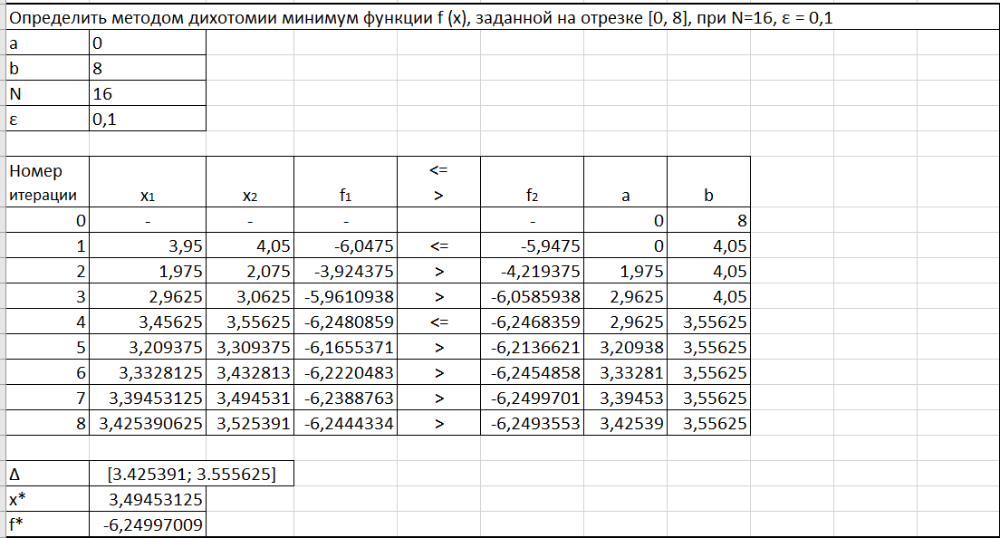 Определить методом дихотомии минимум функции f (x), заданной на отрезке [0, 8], при N=16, ε = 0,1
a 0
b 8
N 16
ε 0,1
Номер итерации x1 x2 f1 <= > f2 a b
0 - - - - 0 8
1 3,95 4,05 -6,0475 <= -5,9475 0 4,05
2 1,975 2,075 -3,924375 > -4,219375 1,975 4,05
3 2,9625 3,0625 -5,9610938 > -6,0585938 2,9625 4,05
4 3,45625 3,55625 -6,2480859 <= -6,2468359 2,9625 3,55625
5 3,209375 3,309375 -6,1655371 > -6,2136621 3,20938 3,55625
6 3,3328125 3,432813 -6,2220483 > -6,2454858 3,33281 3,55625
7 3,39453125 3,494531 -6,2388763 > -6,2499701 3,39453 3,55625
8 3,425390625 3,525391 -6,2444334 > -6,2493553 3,42539 3,55625
Δ [3.425391; 3.555625]
x* 3,49453125
f* -6,24997009